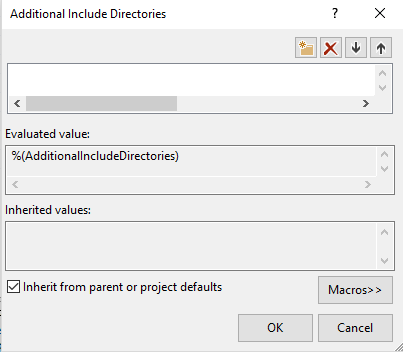 Additional Include Directories
Evaluated value:
%(AdditionalIncludeDirectories)
Inherited values:
Inherit from parent or project defaults
Macros>>
OK
Cancel